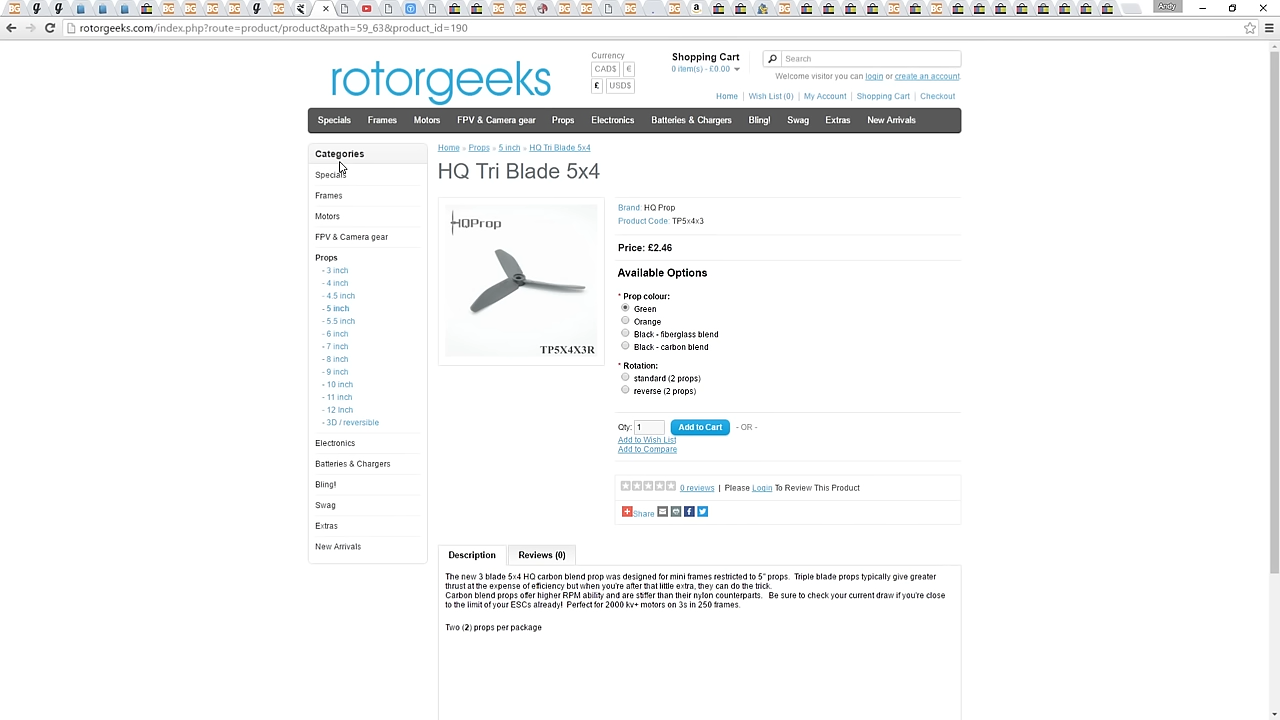 Andy
rotorgeeks.com/index.php?route=product/product&path=59_63&product_id=190
rotorgeeks
Currency
CAD$ €
£ USD$
Shopping Cart
0 item(s) - £0.00
Search
Welcome visitor you can login or create an account.
Home Wish List (0) My Account Shopping Cart Checkout
Specials Frames Motors FPV & Camera gear Props Electronics Batteries & Chargers Bling! Swag Extras New Arrivals
Categories
Specials
Frames
Motors
FPV & Camera gear
Props
- 3 inch
- 4 inch
- 4.5 inch
- 5 inch
- 5.5 inch
- 6 inch
- 7 inch
- 8 inch
- 9 inch
- 10 inch
- 11 inch
- 12 Inch
- 3D / reversible
Electronics
Batteries & Chargers
Bling!
Swag
Extras
New Arrivals
Home » Props » 5 inch » HQ Tri Blade 5x4
HQ Tri Blade 5x4
HQProp
TP5X4X3R
Brand: HQ Prop
Product Code: TP5x4x3
Price: £2.46
Available Options
* Prop colour:
Green
Orange
Black - fiberglass blend
Black - carbon blend
* Rotation:
standard (2 props)
reverse (2 props)
Qty: 1 Add to Cart - OR -
Add to Wish List
Add to Compare
0 reviews | Please Login To Review This Product
Share
Description Reviews (0)
The new 3 blade 5x4 HQ carbon blend prop was designed for mini frames restricted to 5" props. Triple blade props typically give greater
thrust at the expense of efficiency but when you're after that little extra, they can do the trick.
Carbon blend props offer higher RPM ability and are stiffer than their nylon counterparts. Be sure to check your current draw if you're close
to the limit of your ESCs already! Perfect for 2000 kv+ motors on 3s in 250 frames.
Two (2) props per package